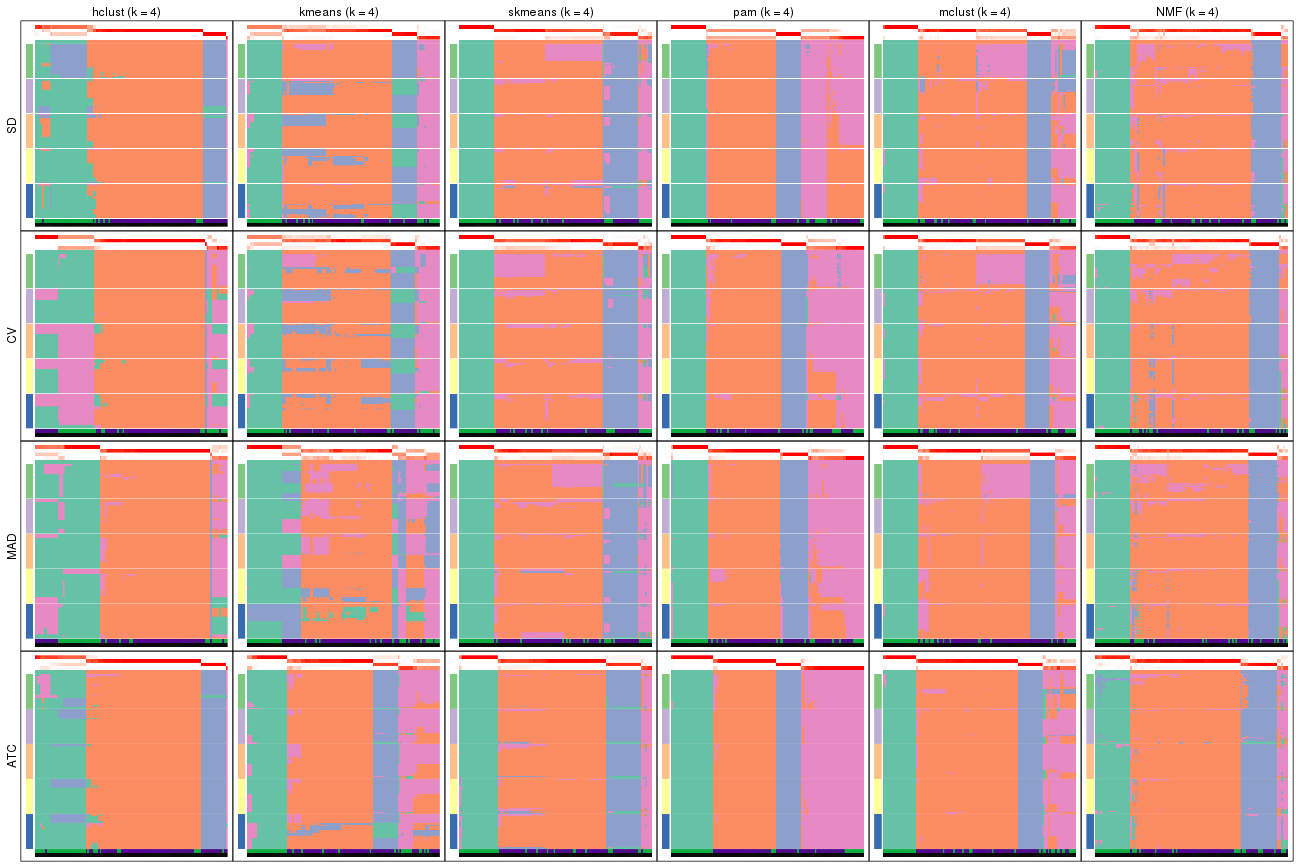 hclust (k = 4) kmeans (k = 4) skmeans (k = 4) pam (k = 4) mclust (k = 4) NMF (k = 4)
SD
CV
MAD
ATC